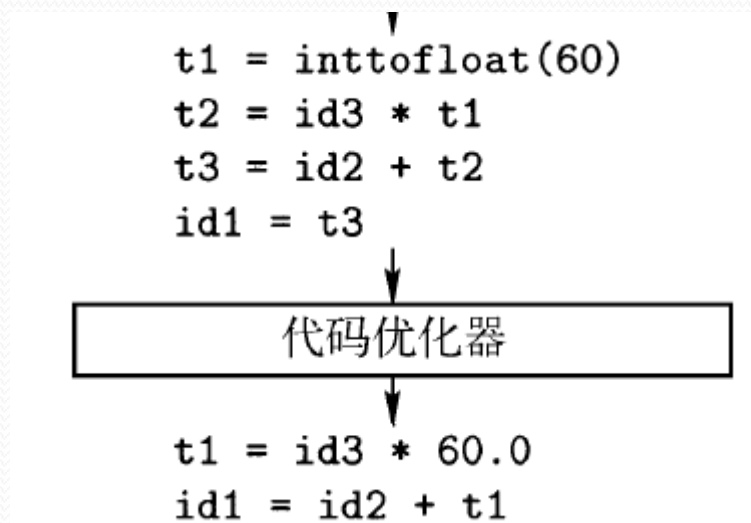 t1 = inttofloat(60)
t2 = id3 * t1
t3 = id2 + t2
id1 = t3
代码优化器
t1 = id3 * 60.0
id1 = id2 + t1